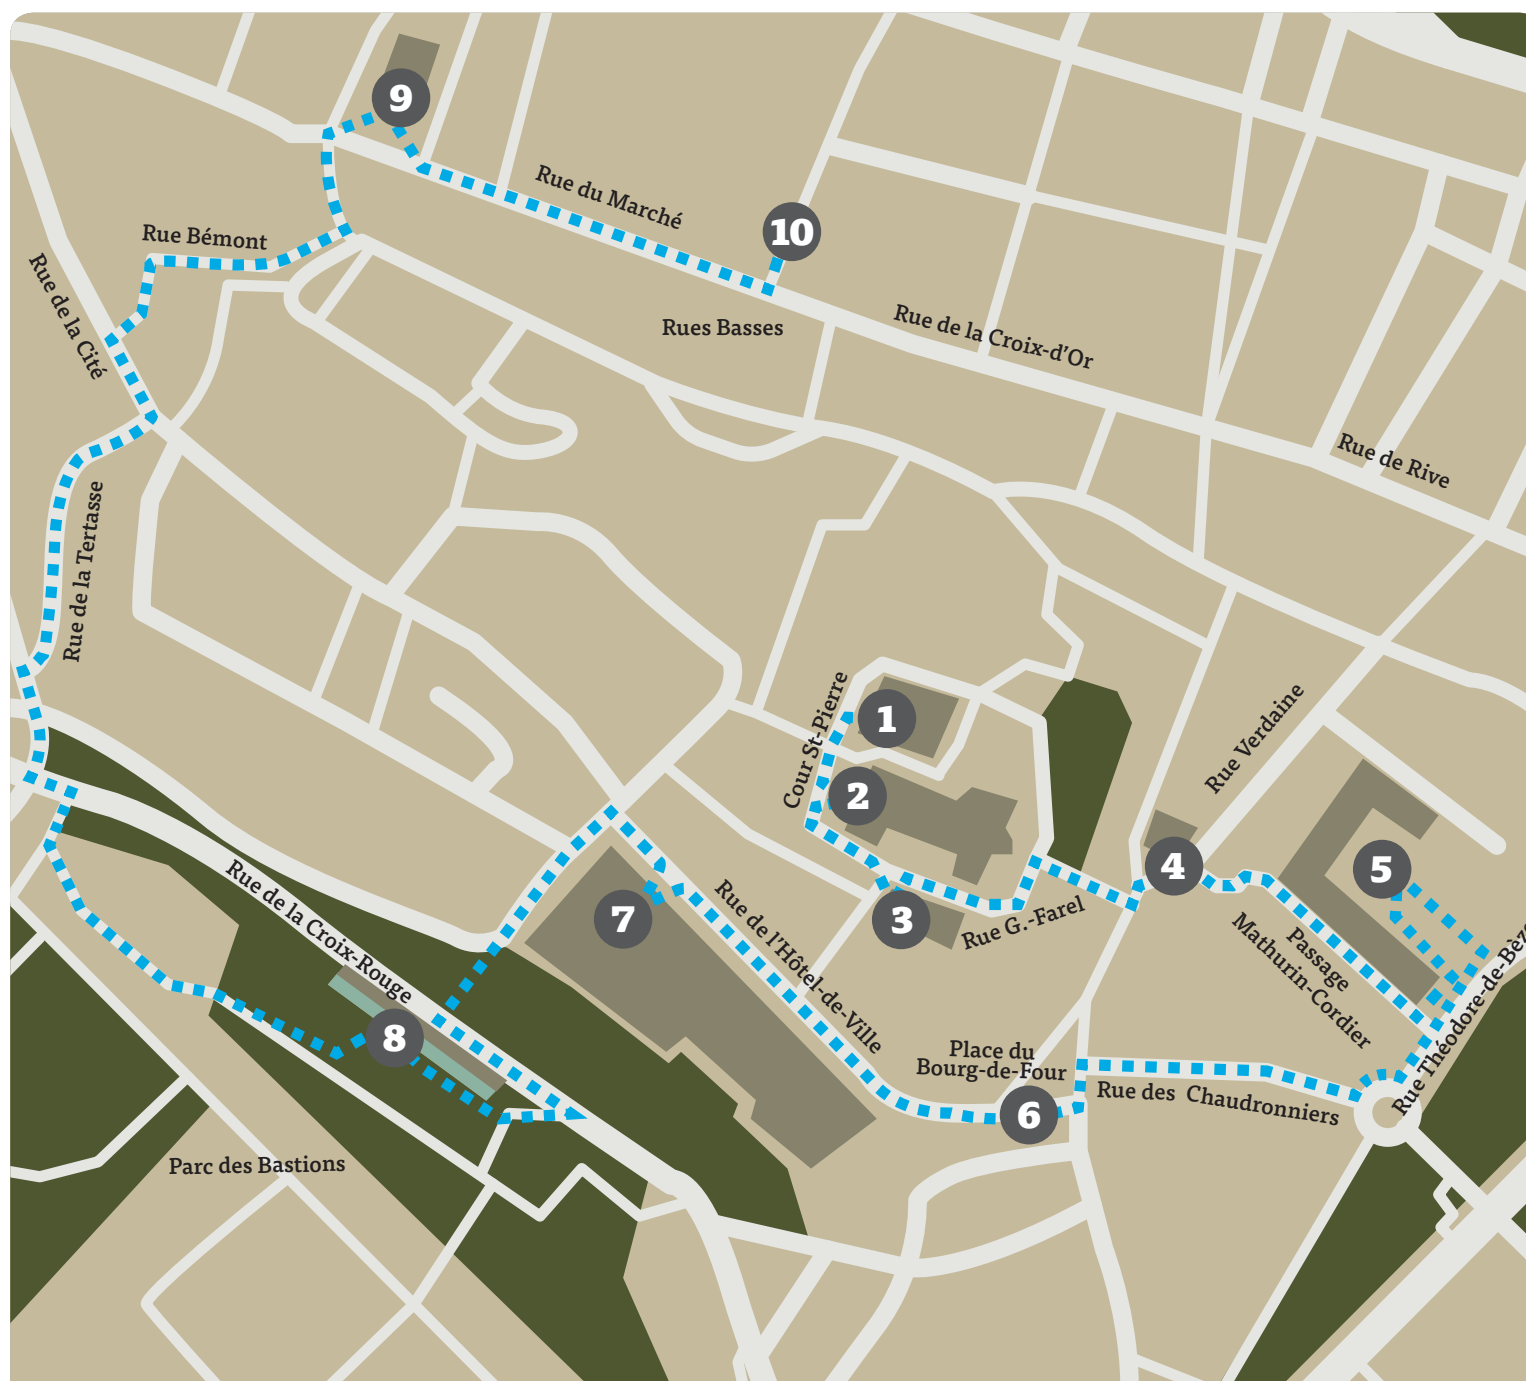 9
Rue du Marché
10
Rue Bémont
Rue de la Cité
Rues Basses
Rue de la Croix-d’Or
Rue de Rive
Rue de la Tertasse
Cour St-Pierre
1
2
Rue Verdaine
4
5
3
Rue G.-Farel
7
Rue de l’Hôtel-de-Ville
Rue de la Croix-Rouge
8
Passage
Mathurin-Cordier
Rue Théodore-de-Bèze
Place du
Bourg-de-Four
6
Rue des Chaudronniers
Parc des Bastions